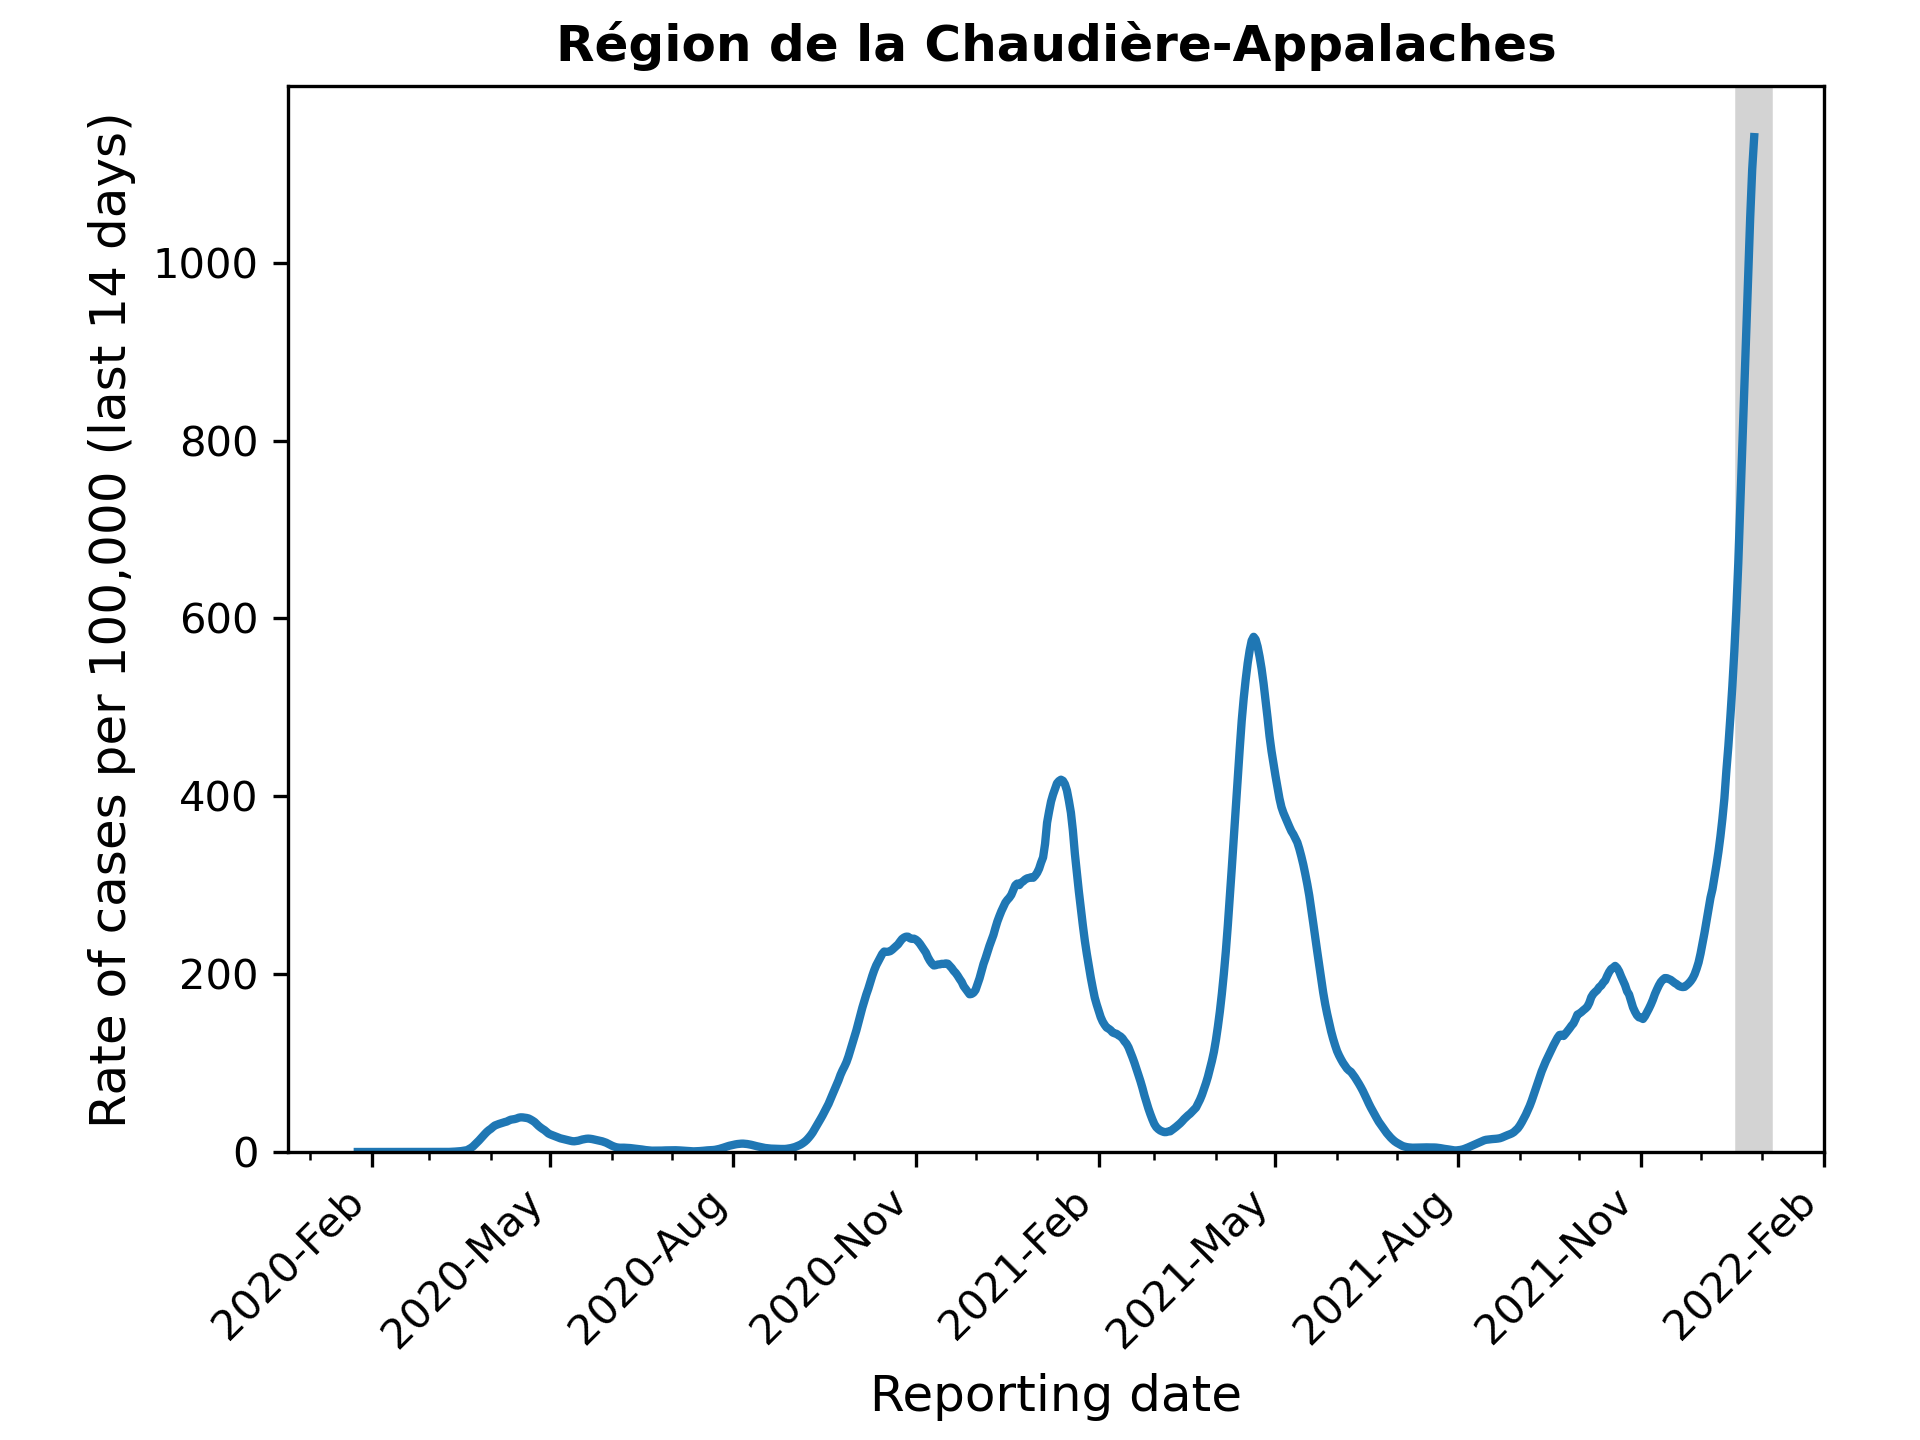 Région de la Chaudière-Appalaches
Rate of cases per 100,000 (last 14 days)
1000
800
600
400
200
0
2020-Feb
2020-May
2020-Aug
2020-Nov
2021-Feb
2021-May
2021-Aug
2021-Nov
2022-Feb
Reporting date